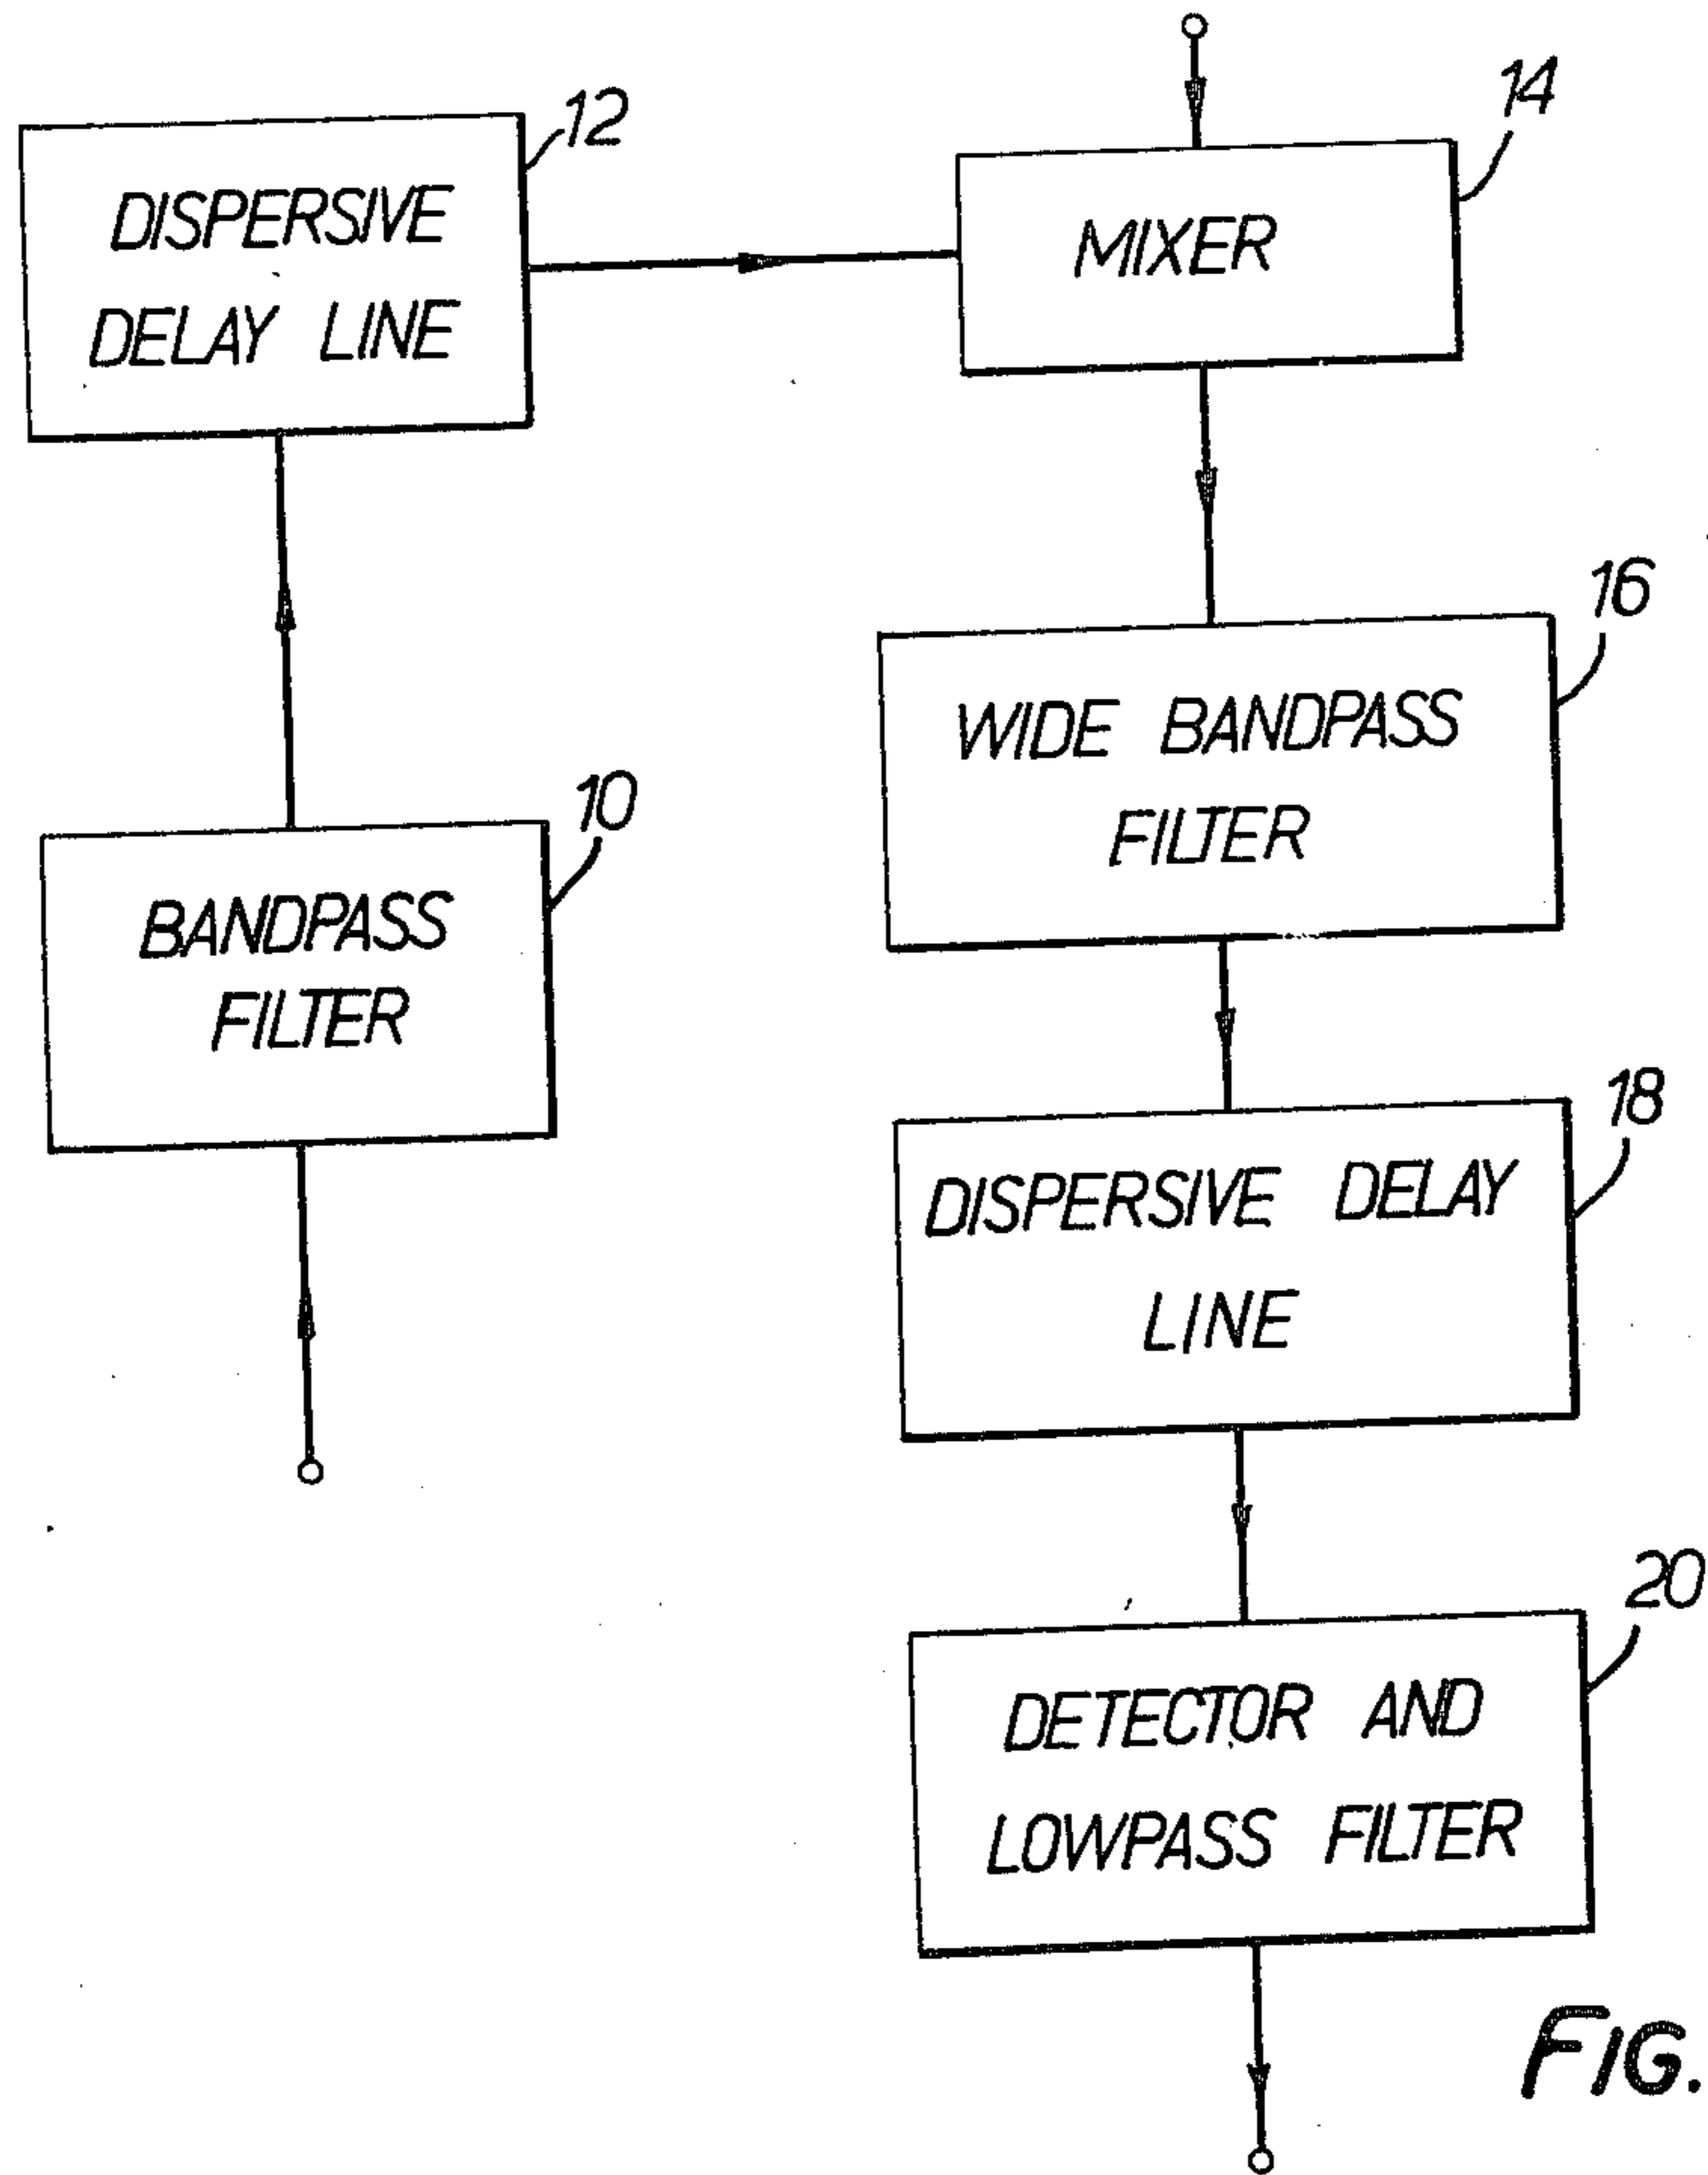 12
DISPERSIVE
DELAY LINE
14
MIXER
16
WIDE BANDPASS
FILTER
10
BANDPASS
FILTER
18
DISPERSIVE DELAY
LINE
20
DETECTOR AND
LOWPASS FILTER
FIG.